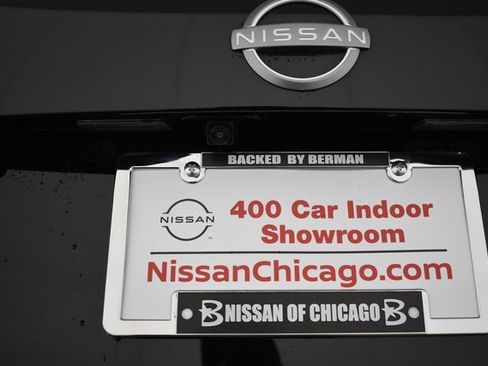 NISSAN
BACKED BY BERMAN
NISSAN
400 Car Indoor
Showroom
NissanChicago.com
B NISSAN OF CHICAGO B